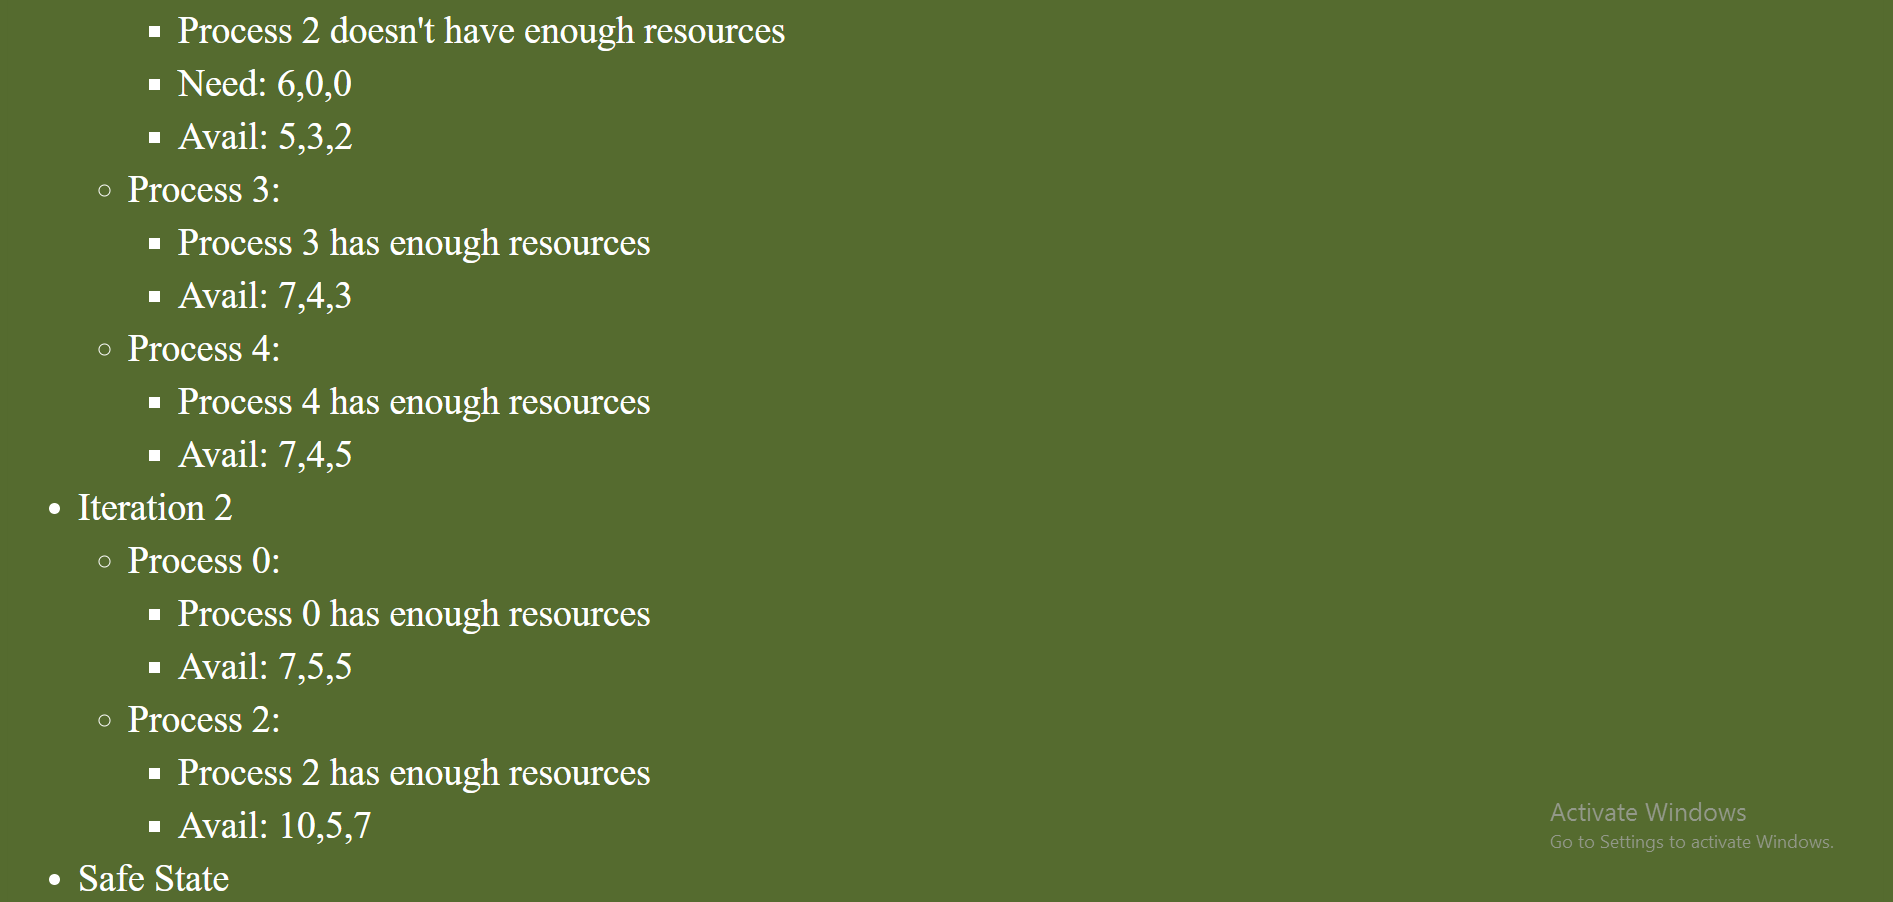 Process 2 doesn't have enough resources
Need: 6,0,0
Avail: 5,3,2
Process 3:
Process 3 has enough resources
Avail: 7,4,3
Process 4:
Process 4 has enough resources
Avail: 7,4,5
Iteration 2
Process 0:
Process 0 has enough resources
Avail: 7,5,5
Process 2:
Process 2 has enough resources
Avail: 10,5,7
Safe State
Activate Windows
Go to Settings to activate Windows.